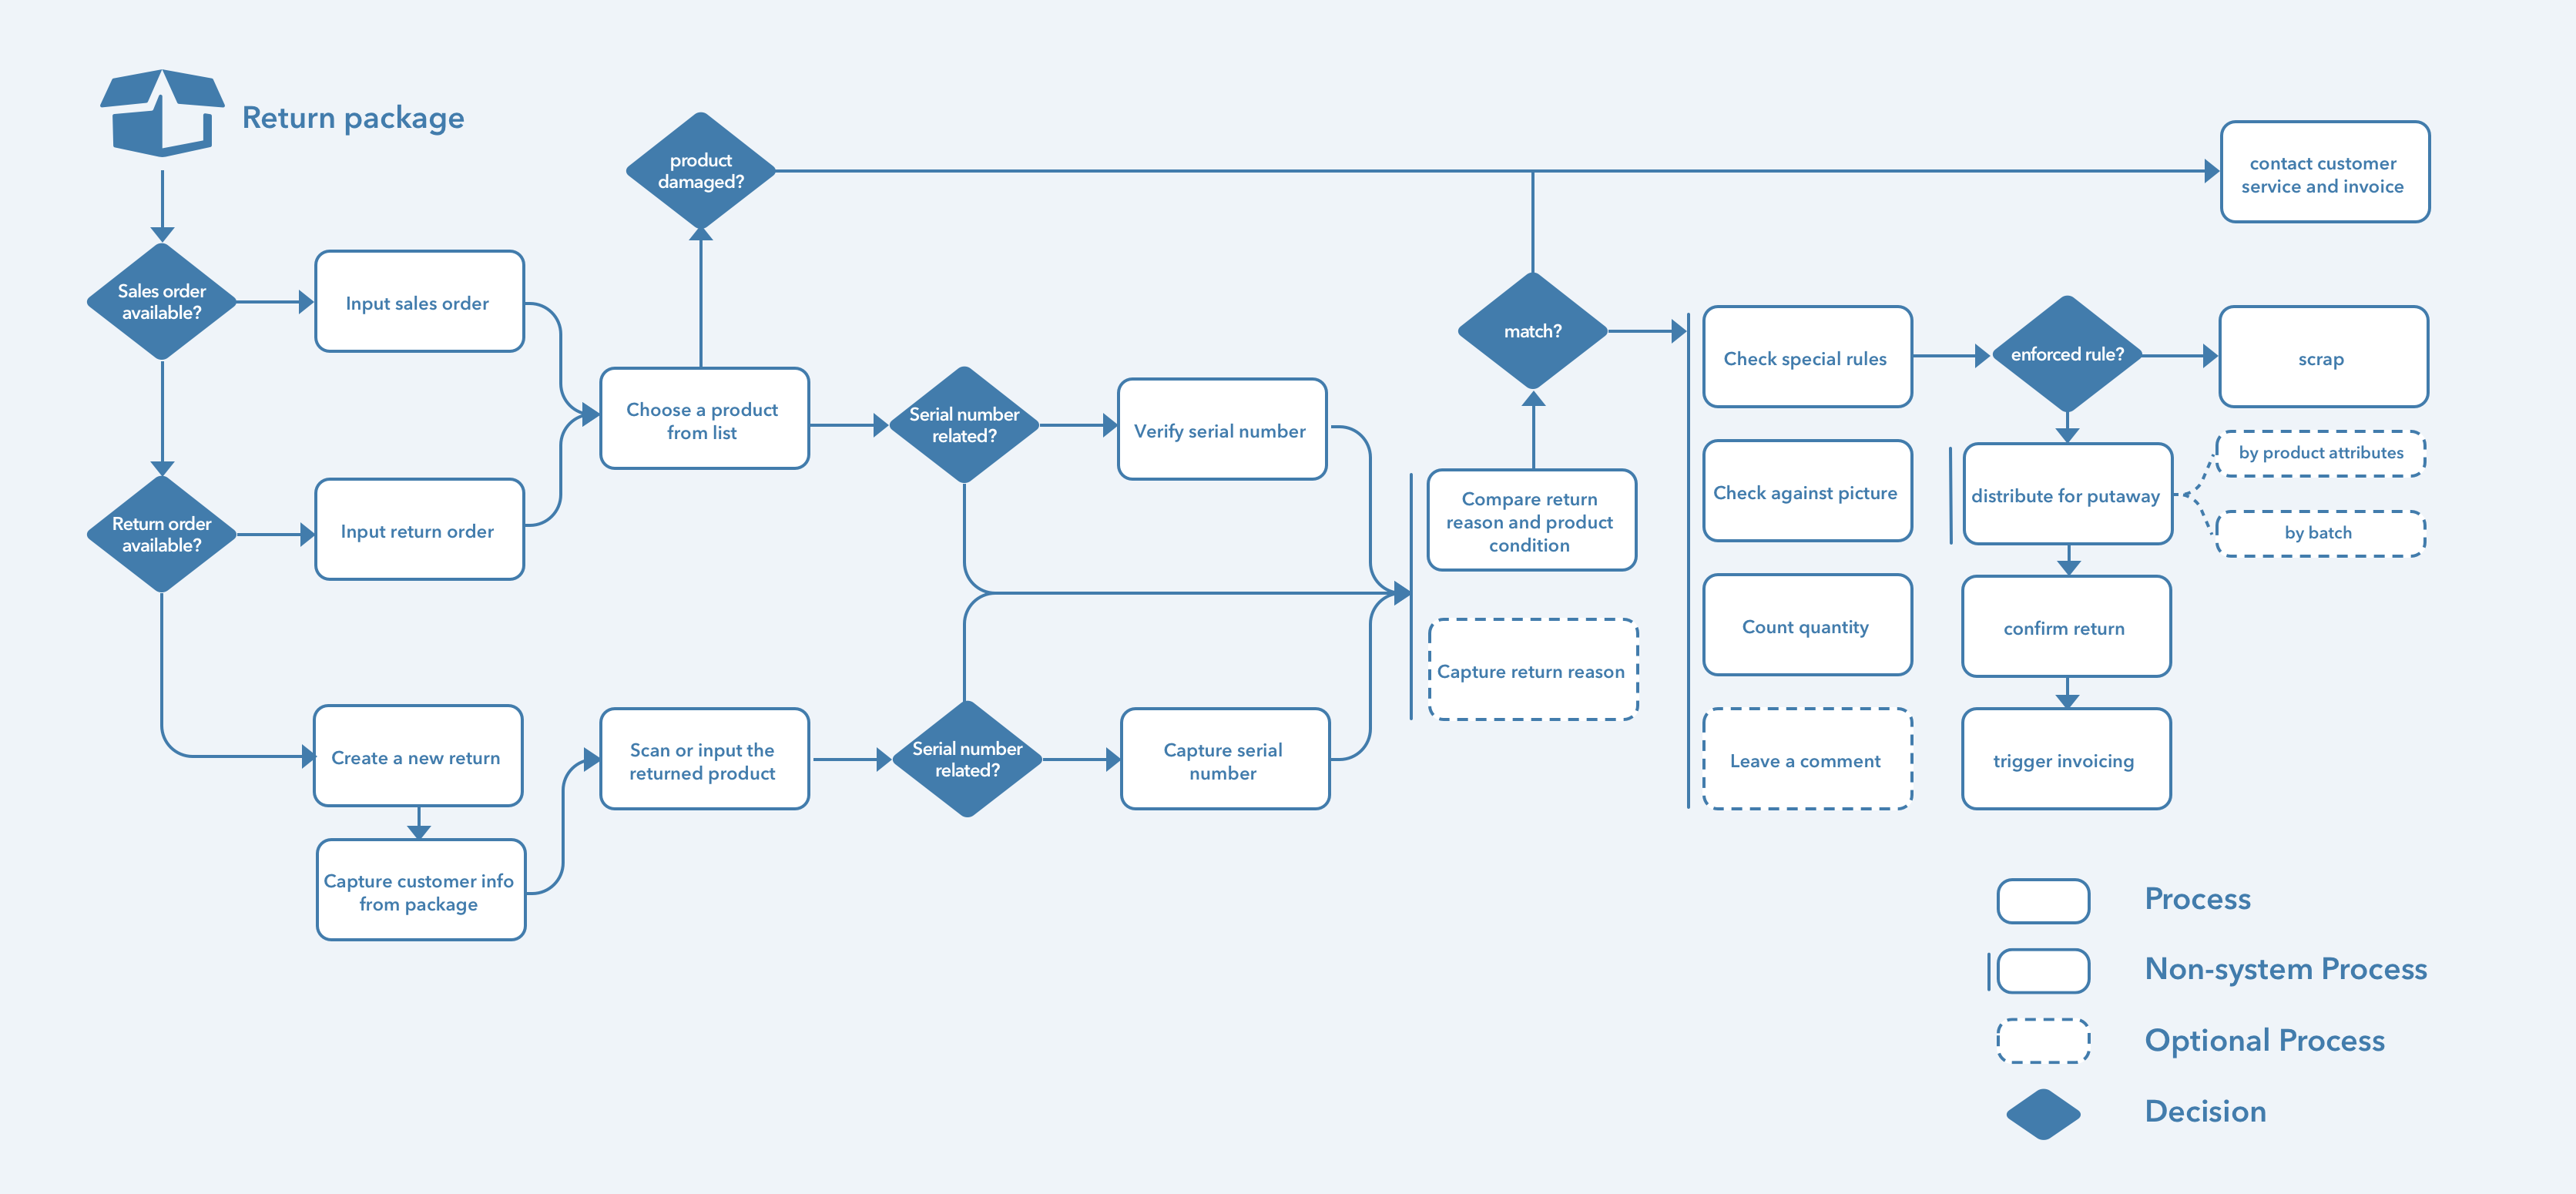 Return package
product
damaged?
contact customer
service and invoice
Sales order
available?
Input sales order
match?
Check special rules
enforced rule?
scrap
Choose a product
from list
Serial number
related?
Verify serial number
by product attributes
Compare return
reason and product
condition
Check against picture
distribute for putaway
by batch
Return order
available?
Input return order
Count quantity
confirm return
Capture return reason
Create a new return
Scan or input the
returned product
Serial number
related?
Capture serial
number
Leave a comment
trigger invoicing
Capture customer info
from package
Process
Non-system Process
Optional Process
Decision